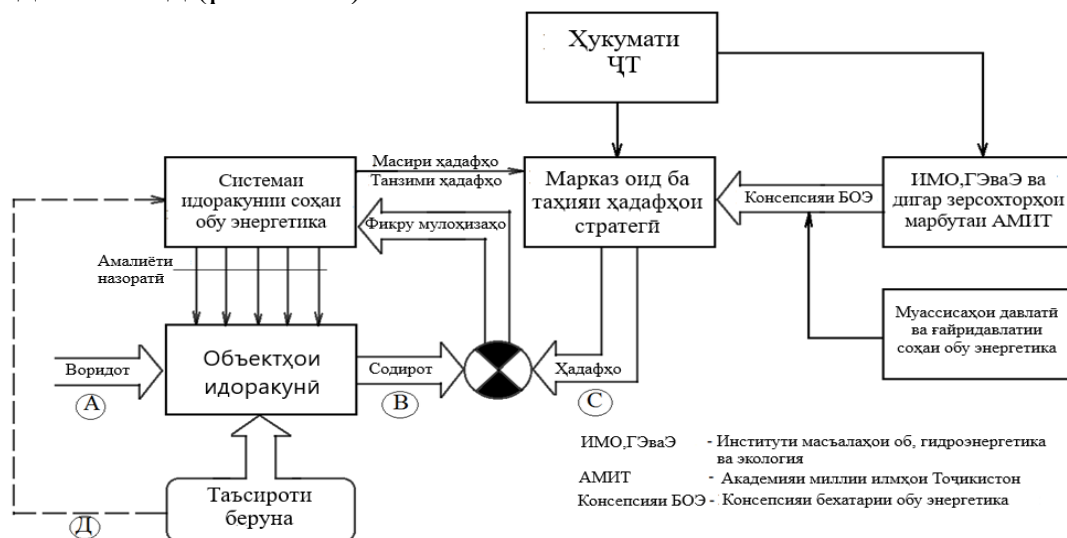 Ҳукумати
ҶТ
Системаи
идоракунии соҳаи
обу энергетика
Масири ҳадафҳо
Танзими ҳадафҳо
Фикру мулоҳизаҳо
Марказ оид ба
таҳияи ҳадафҳои
стратегӣ
Консепсияи БОЭ
ИМО,ГЭваЭ ва
дигар зерсохторҳои
марбутаи АМИТ
Амалиёти
назоратӣ
Муассисаҳои давлатӣ
ва ғайридавлатии
соҳаи обу энергетика
Воридот
А
Объектҳои
идоракунӣ
Содирот
В
Ҳадафҳо
С
Таъсироти
беруна
Д
ИМО,ГЭваЭ - Институти масъалаҳои об, гидроэнергетика
ва экология
АМИТ - Академияи миллии илмҳои Тоҷикистон
Консепсияи БОЭ - Консепсияи бехатарии обу энергетика